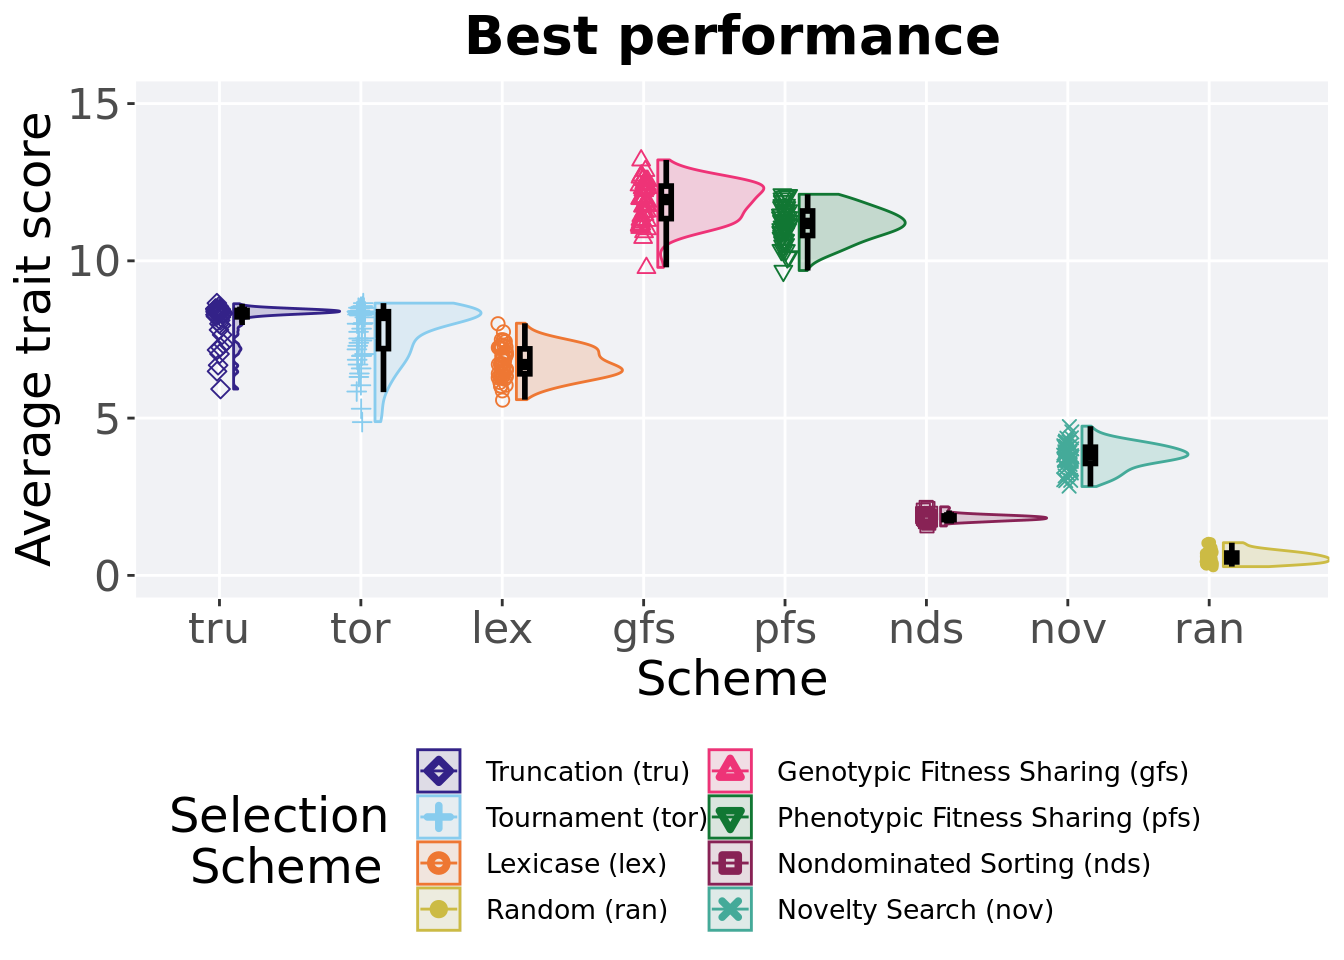 Best performance
Average trait score
15
10
5
0
tru
tor
lex
gfs
pfs
nds
nov
ran
Scheme
Selection
Scheme
Truncation (tru)
Tournament (tor)
Lexicase (lex)
Random (ran)
Genotypic Fitness Sharing (gfs)
Phenotypic Fitness Sharing (pfs)
Nondominated Sorting (nds)
Novelty Search (nov)